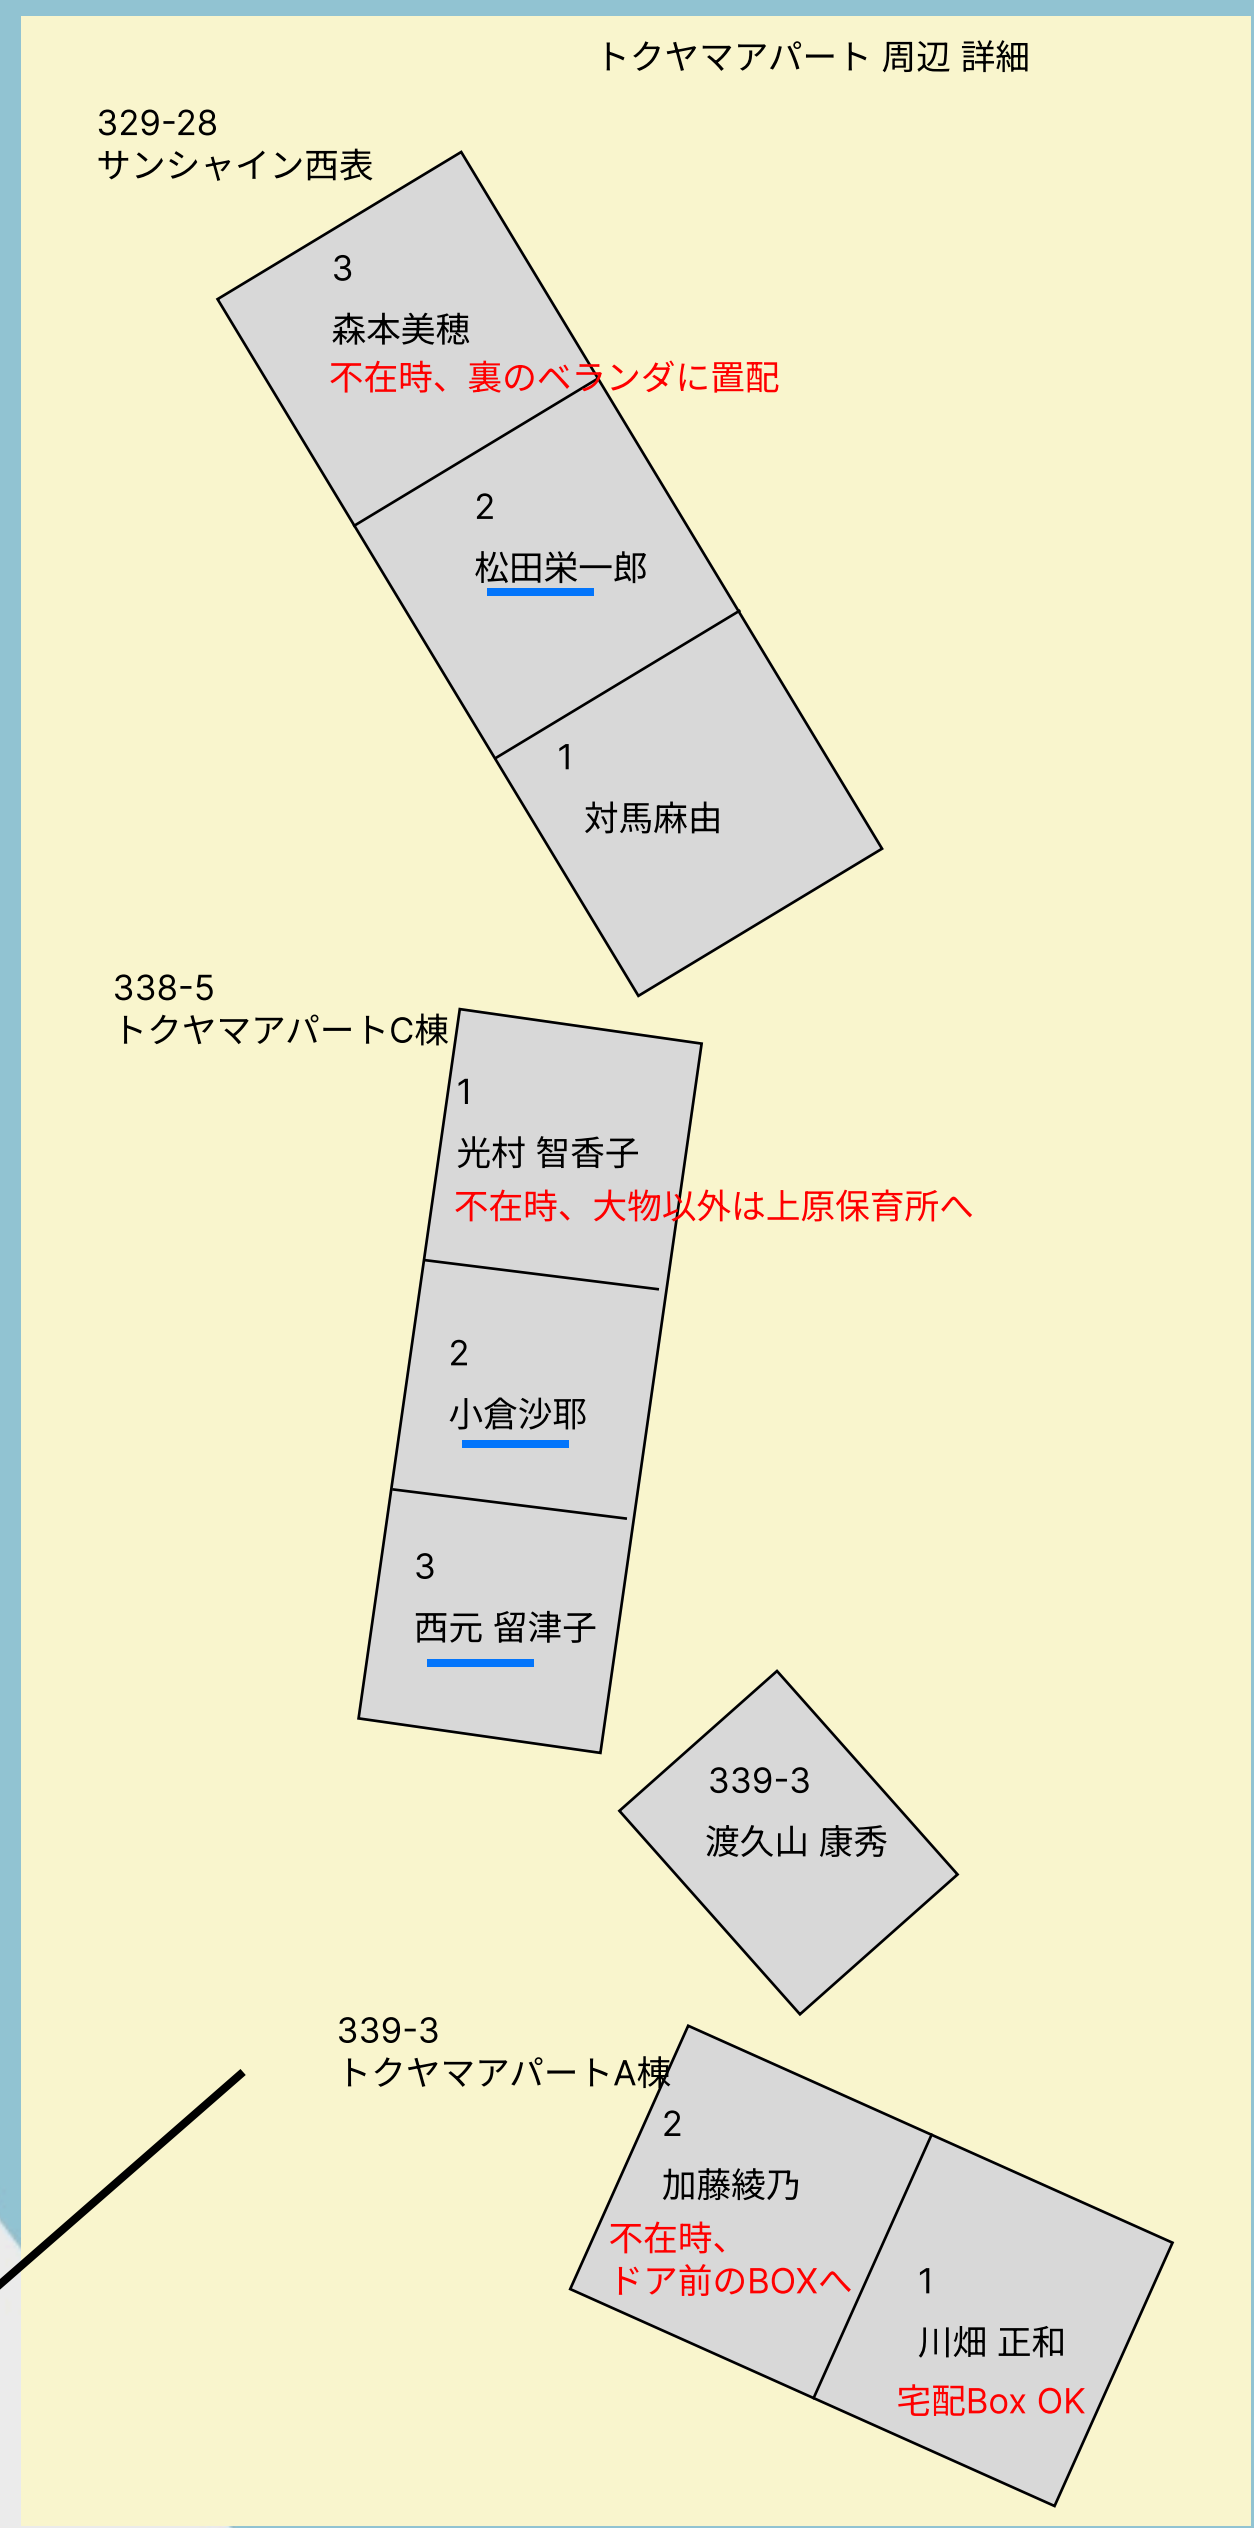 トクヤマアパート 周辺 詳細
329-28
サンシャイン西表
3
森本美穂
不在時、裏のベランダに置配
2
松田栄一郎
1
対馬麻由
338-5
トクヤマアパートC棟
1
光村 智香子
不在時、大物以外は上原保育所へ
2
小倉沙耶
3
西元 留津子
339-3
渡久山 康秀
339-3
トクヤマアパートA棟
2
加藤綾乃
不在時、
ドア前のBOXへ
1
川畑 正和
宅配Box OK